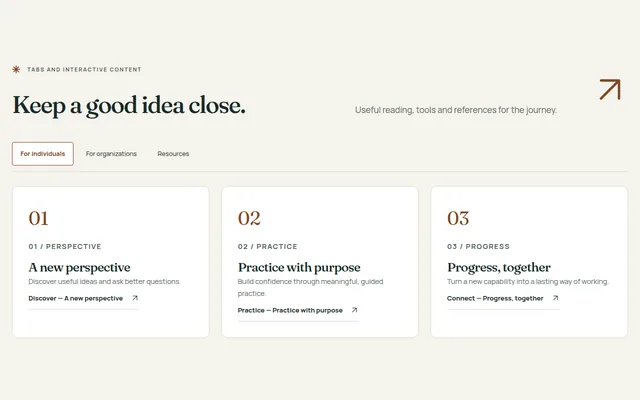 TABS AND INTERACTIVE CONTENT
Keep a good idea close.
Useful reading, tools and references for the journey.
For individuals
For organizations
Resources
01
01 / PERSPECTIVE
A new perspective
Discover useful ideas and ask better questions.
Discover — A new perspective
02
02 / PRACTICE
Practice with purpose
Build confidence through meaningful, guided
practice.
Practice — Practice with purpose
03
03 / PROGRESS
Progress, together
Turn a new capability into a lasting way of working.
Connect — Progress, together